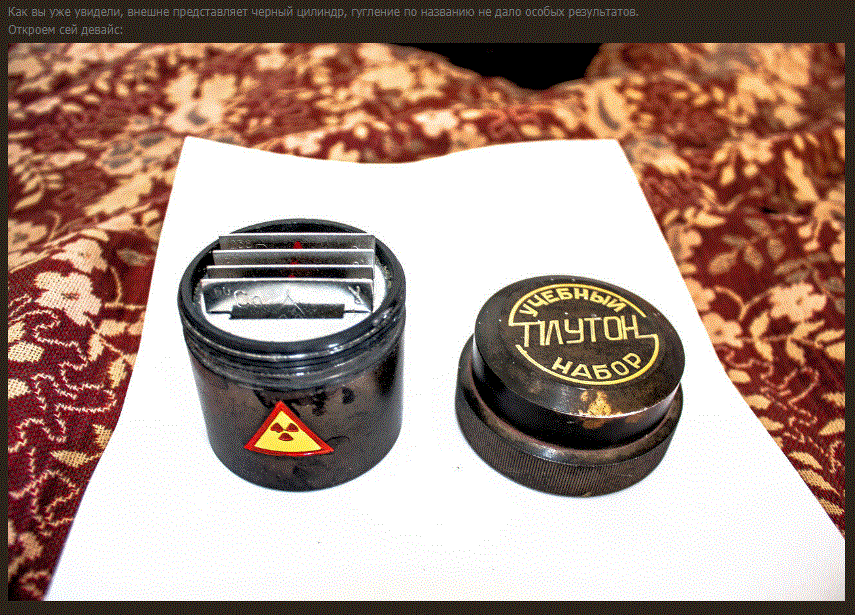 Как вы уже увидели, внешне представляет черный цилиндр, гугление по названию не дало особых результатов.
Откроем сей девайс:
УЧЕБНЫЙ
ПЛУТОН
НАБОР